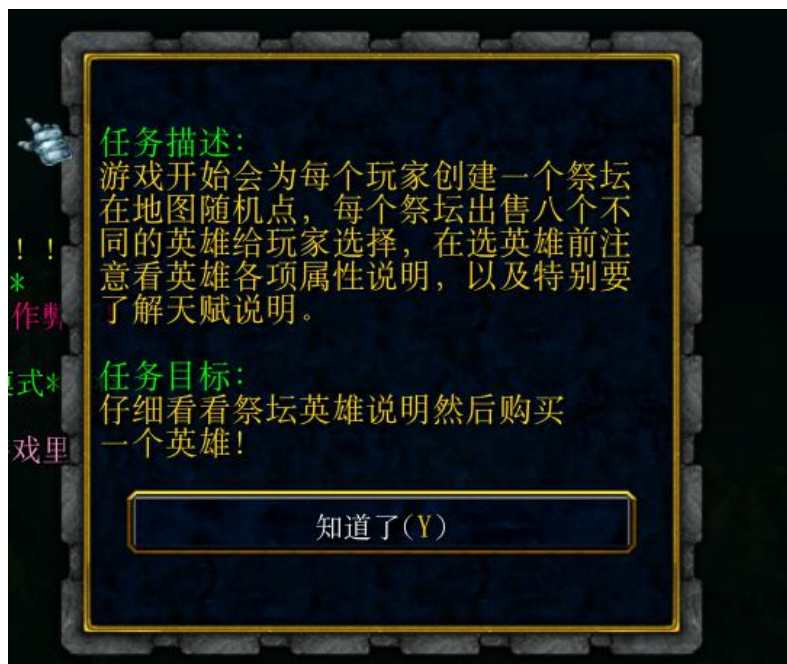 任务描述:
游戏开始会为每个玩家创建一个祭坛
在地图随机点，每个祭坛出售八个不
同的英雄给玩家选择，在选英雄前注
意看英雄各项属性说明，以及特别要
了解天赋说明。
任务目标:
仔细看看祭坛英雄说明然后购买
一个英雄!
知道了(Y)
！！
*
作弊
式*
戏里